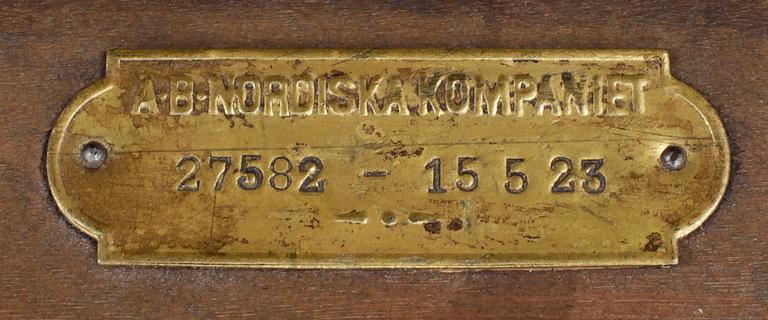 A.B. NORDISKA KOMPANIET
27582 - 15 5 23